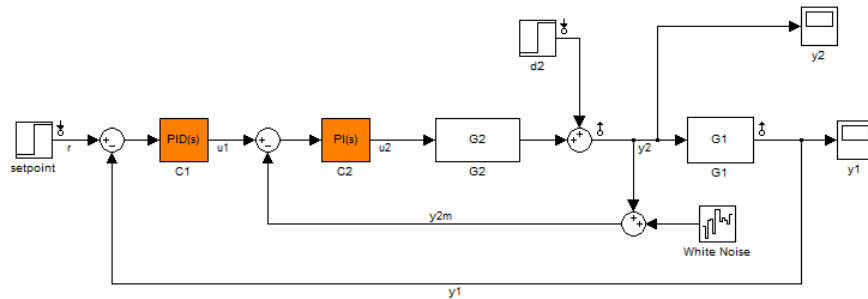 d2
y2
setpoint
r
PID(s)
C1
u1
PI(s)
C2
u2
G2
G2
y2
G1
G1
y1
y2m
White Noise
y1